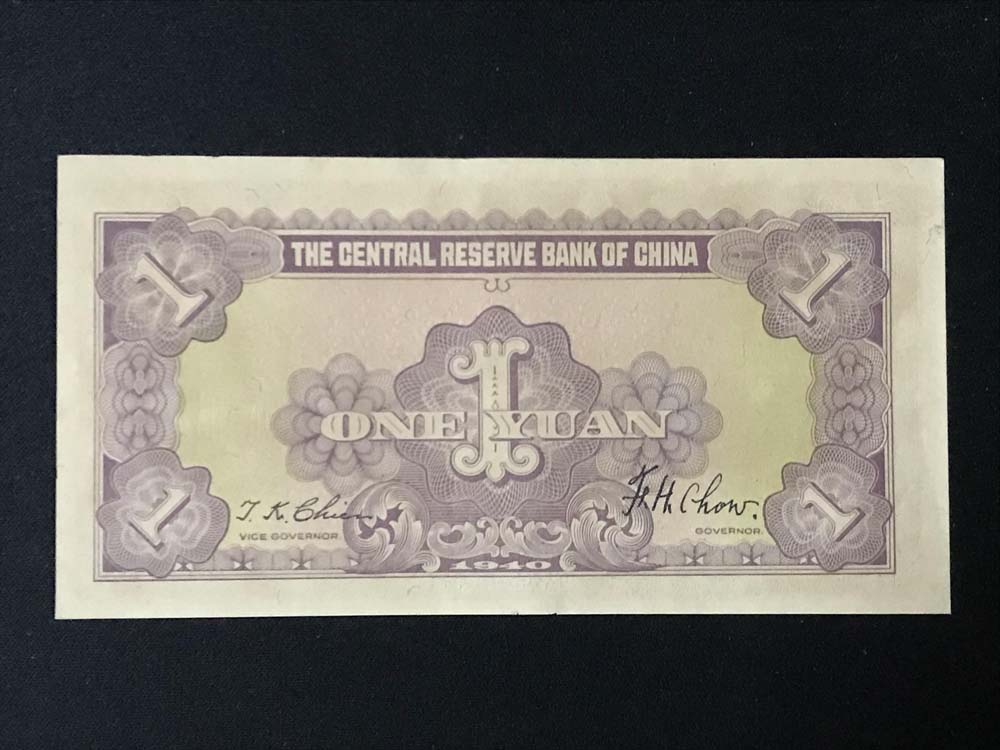 THE CENTRAL RESERVE BANK OF CHINA
1 1
1
ONE YUAN
T. K. Chien F. H. Chow.
VICE GOVERNOR. GOVERNOR.
1 1
1940